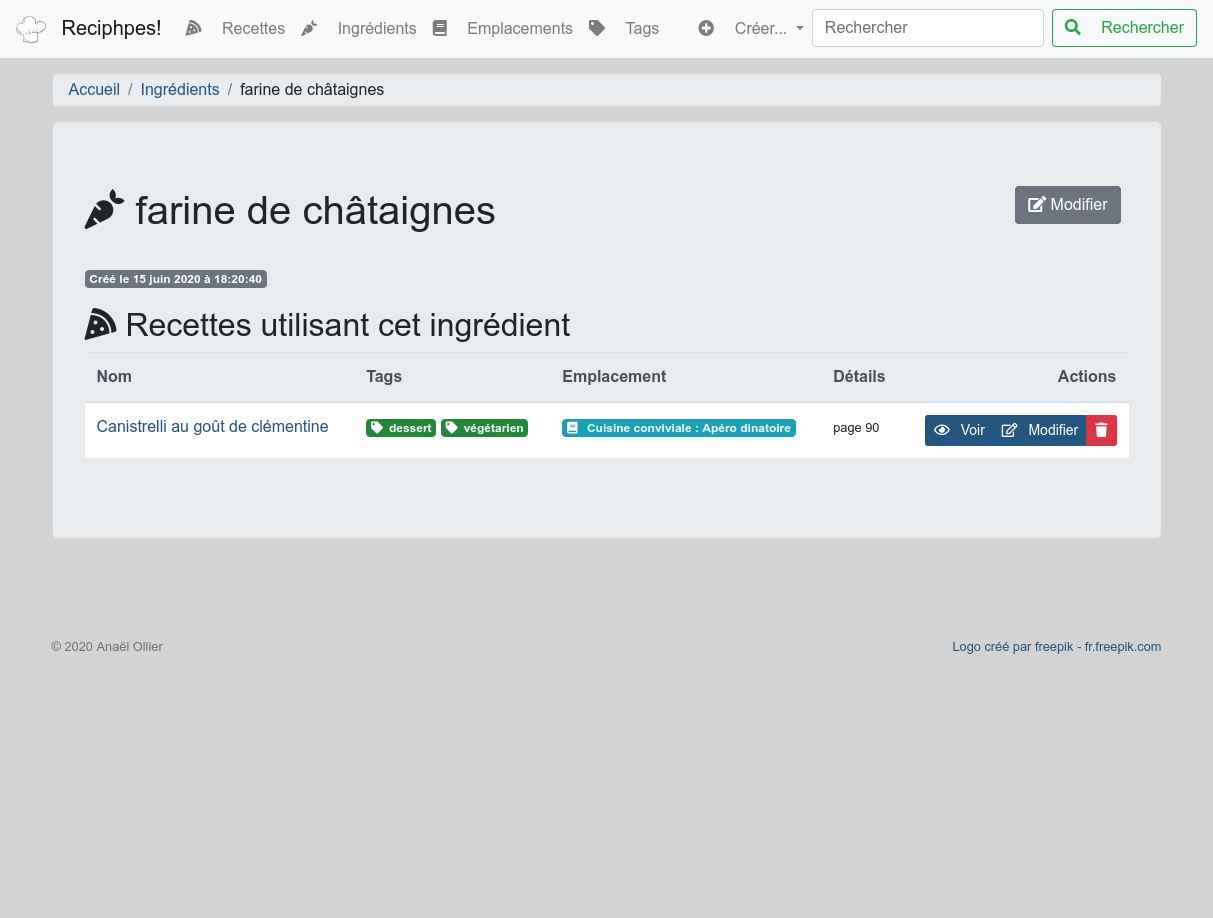 Reciphpes! Recettes Ingrédients Emplacements Tags Créer... Rechercher Rechercher
Accueil / Ingrédients / farine de châtaignes
farine de châtaignes Modifier
Créé le 15 juin 2020 à 18:20:40
Recettes utilisant cet ingrédient
Nom Tags Emplacement Détails Actions
Canistrelli au goût de clémentine dessert végétarien Cuisine conviviale : Apéro dinatoire page 90 Voir Modifier
© 2020 Anaël Ollier Logo créé par freepik - fr.freepik.com